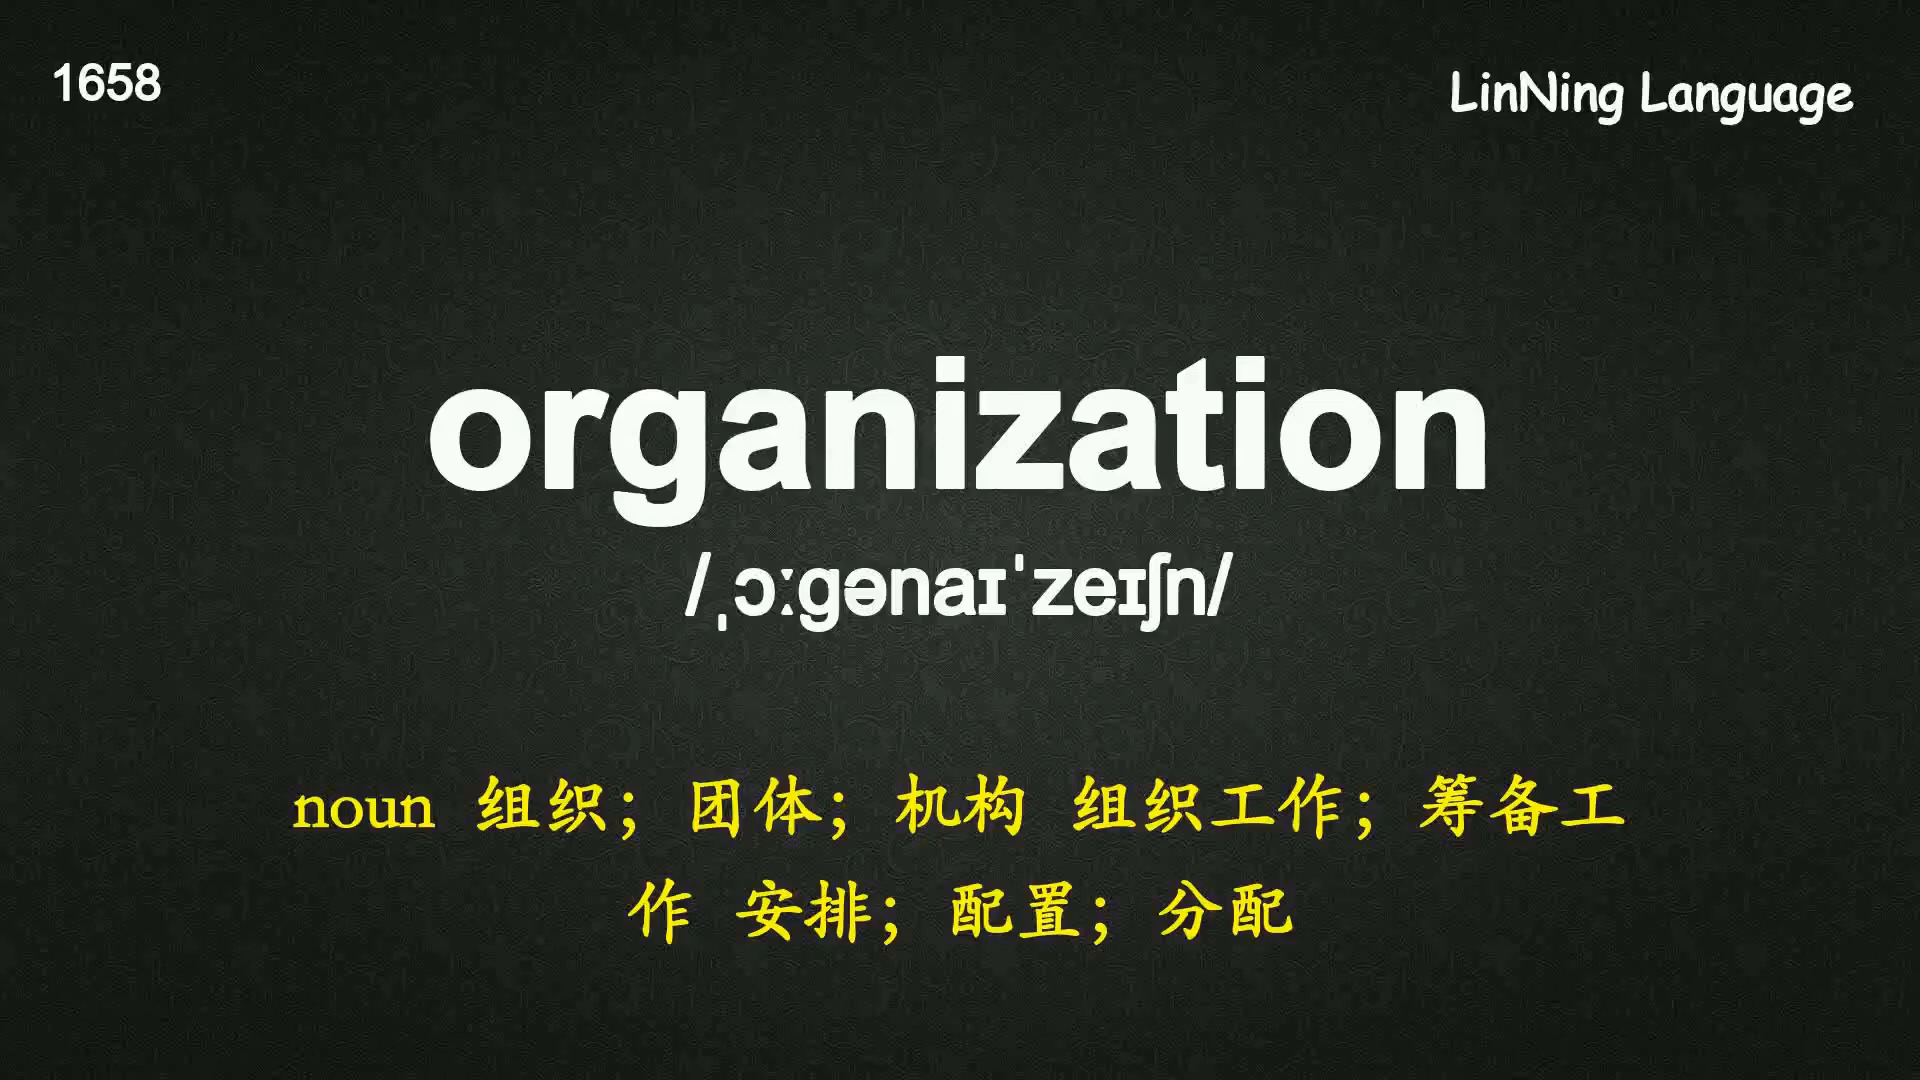 1658
LinNing Language
organization
/ˌɔːɡənaɪˈzeɪʃn/
noun 组织；团体；机构 组织工作；筹备工
作 安排；配置；分配